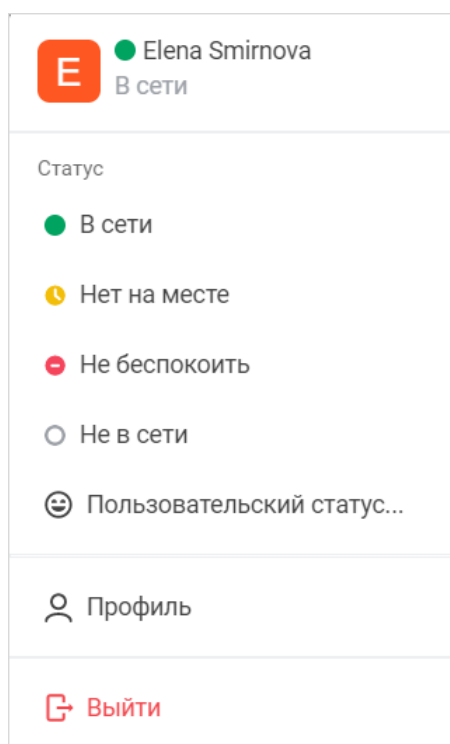 E
Elena Smirnova
В сети
Статус
В сети
Нет на месте
Не беспокоить
Не в сети
Пользовательский статус...
Профиль
Выйти